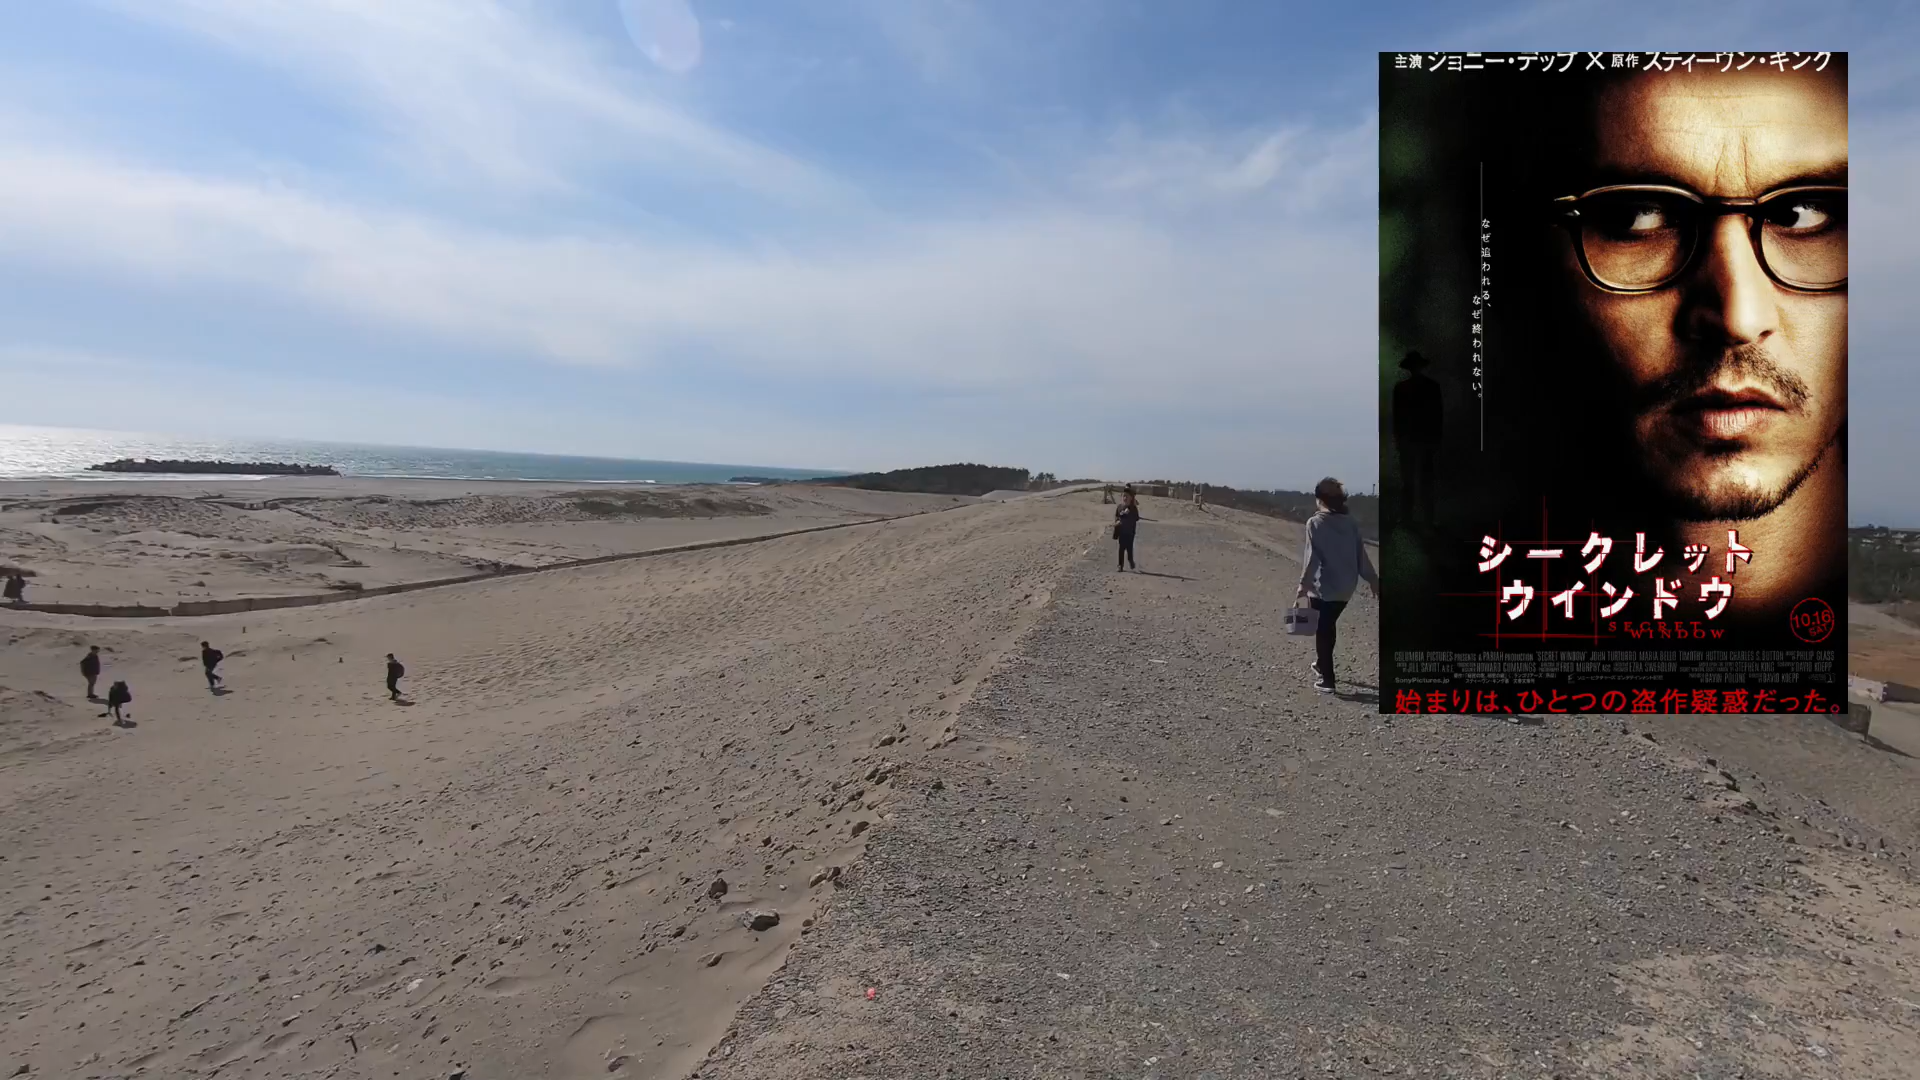 主演 ジョニー・デップ × 原作 スティーヴン・キング
なぜ追われる、
なぜ終われない。
シークレット
ウインドウ
SECRET
WINDOW
10.16
SAT
SonyPictures.jp
始まりは、ひとつの盗作疑惑だった。